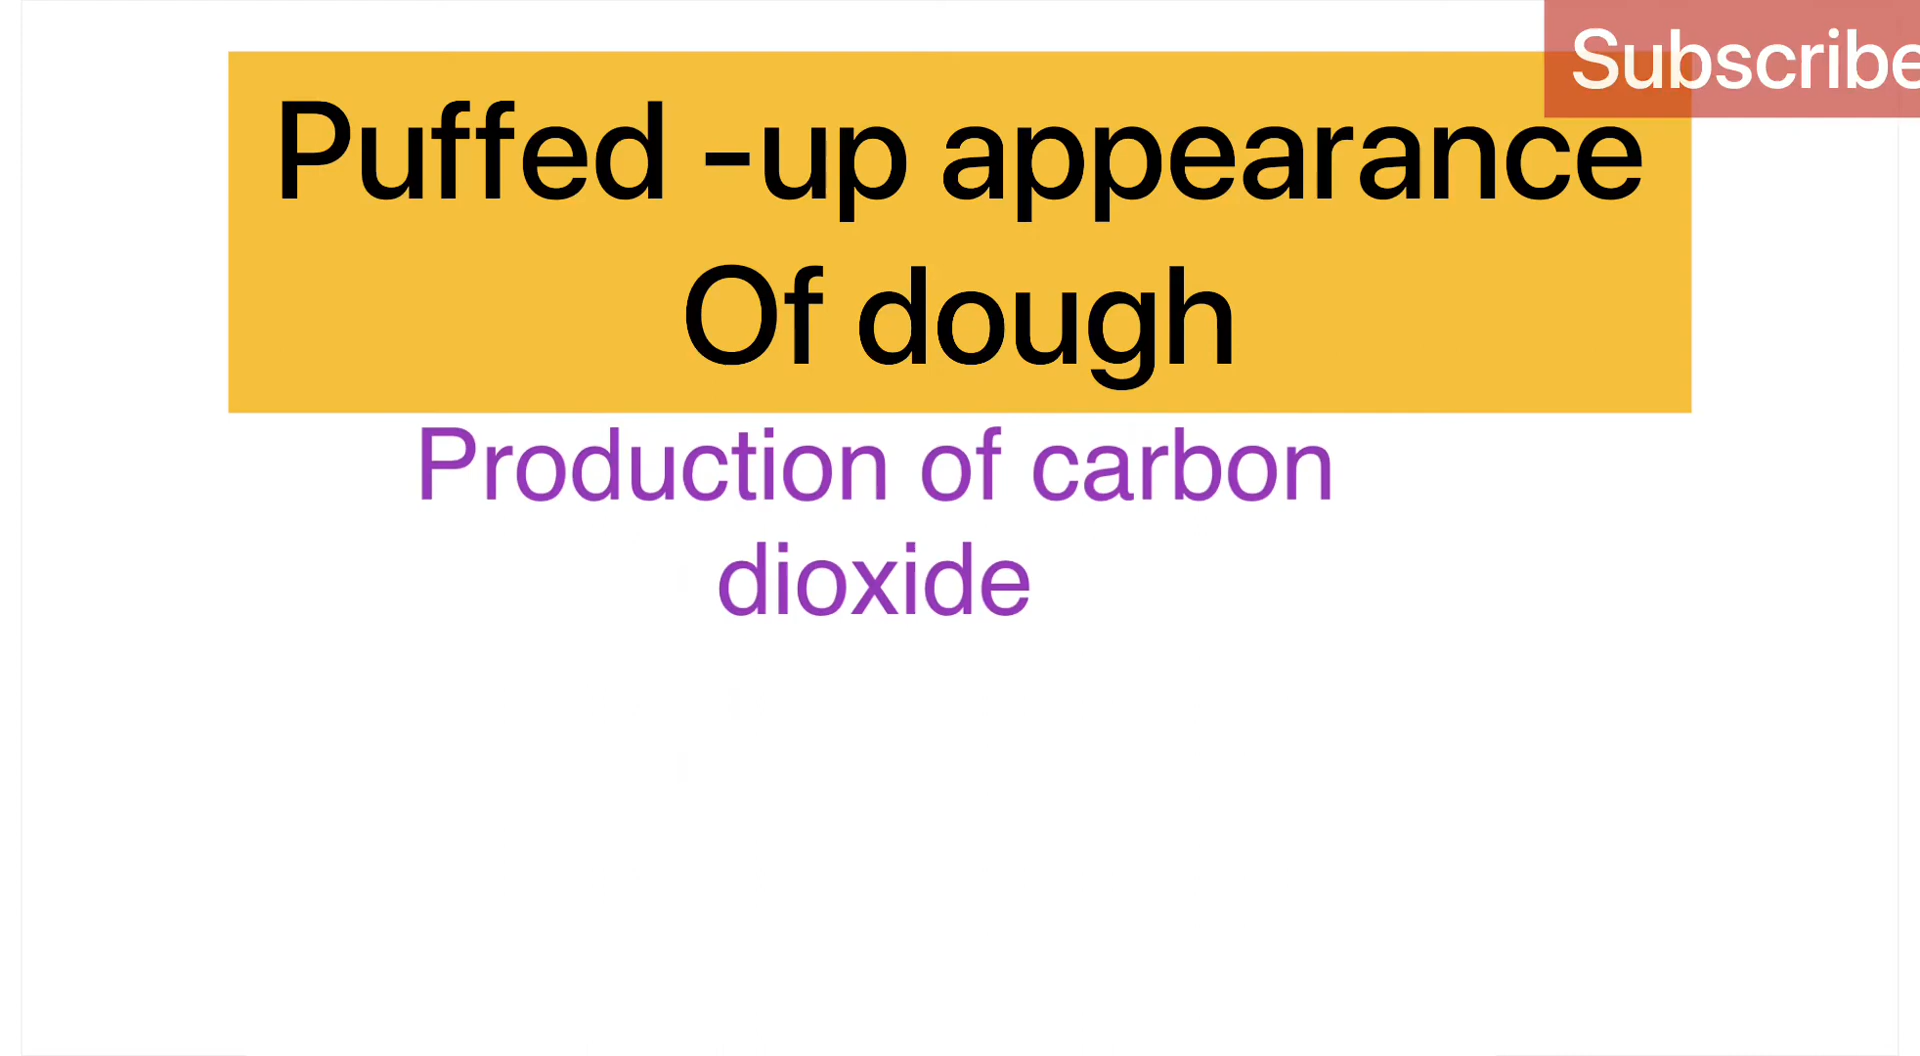 Subscribe
Puffed -up appearance
Of dough
Production of carbon
dioxide